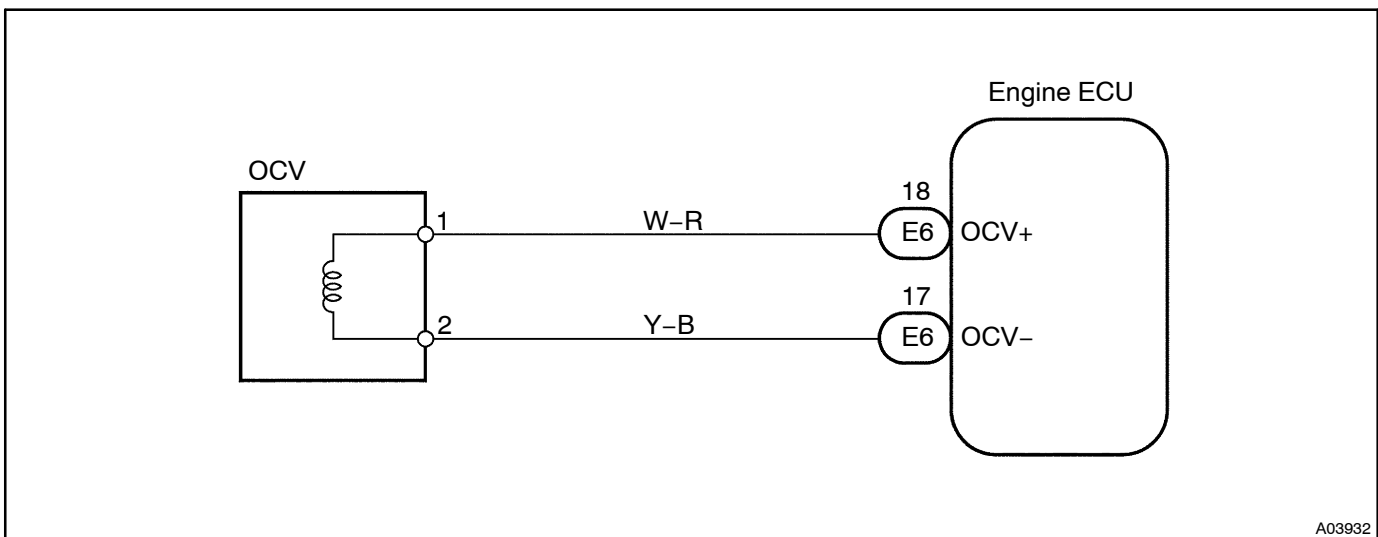 Engine ECU
OCV
18
1 W−R E6 OCV+
17
2 Y−B E6 OCV−
A03932